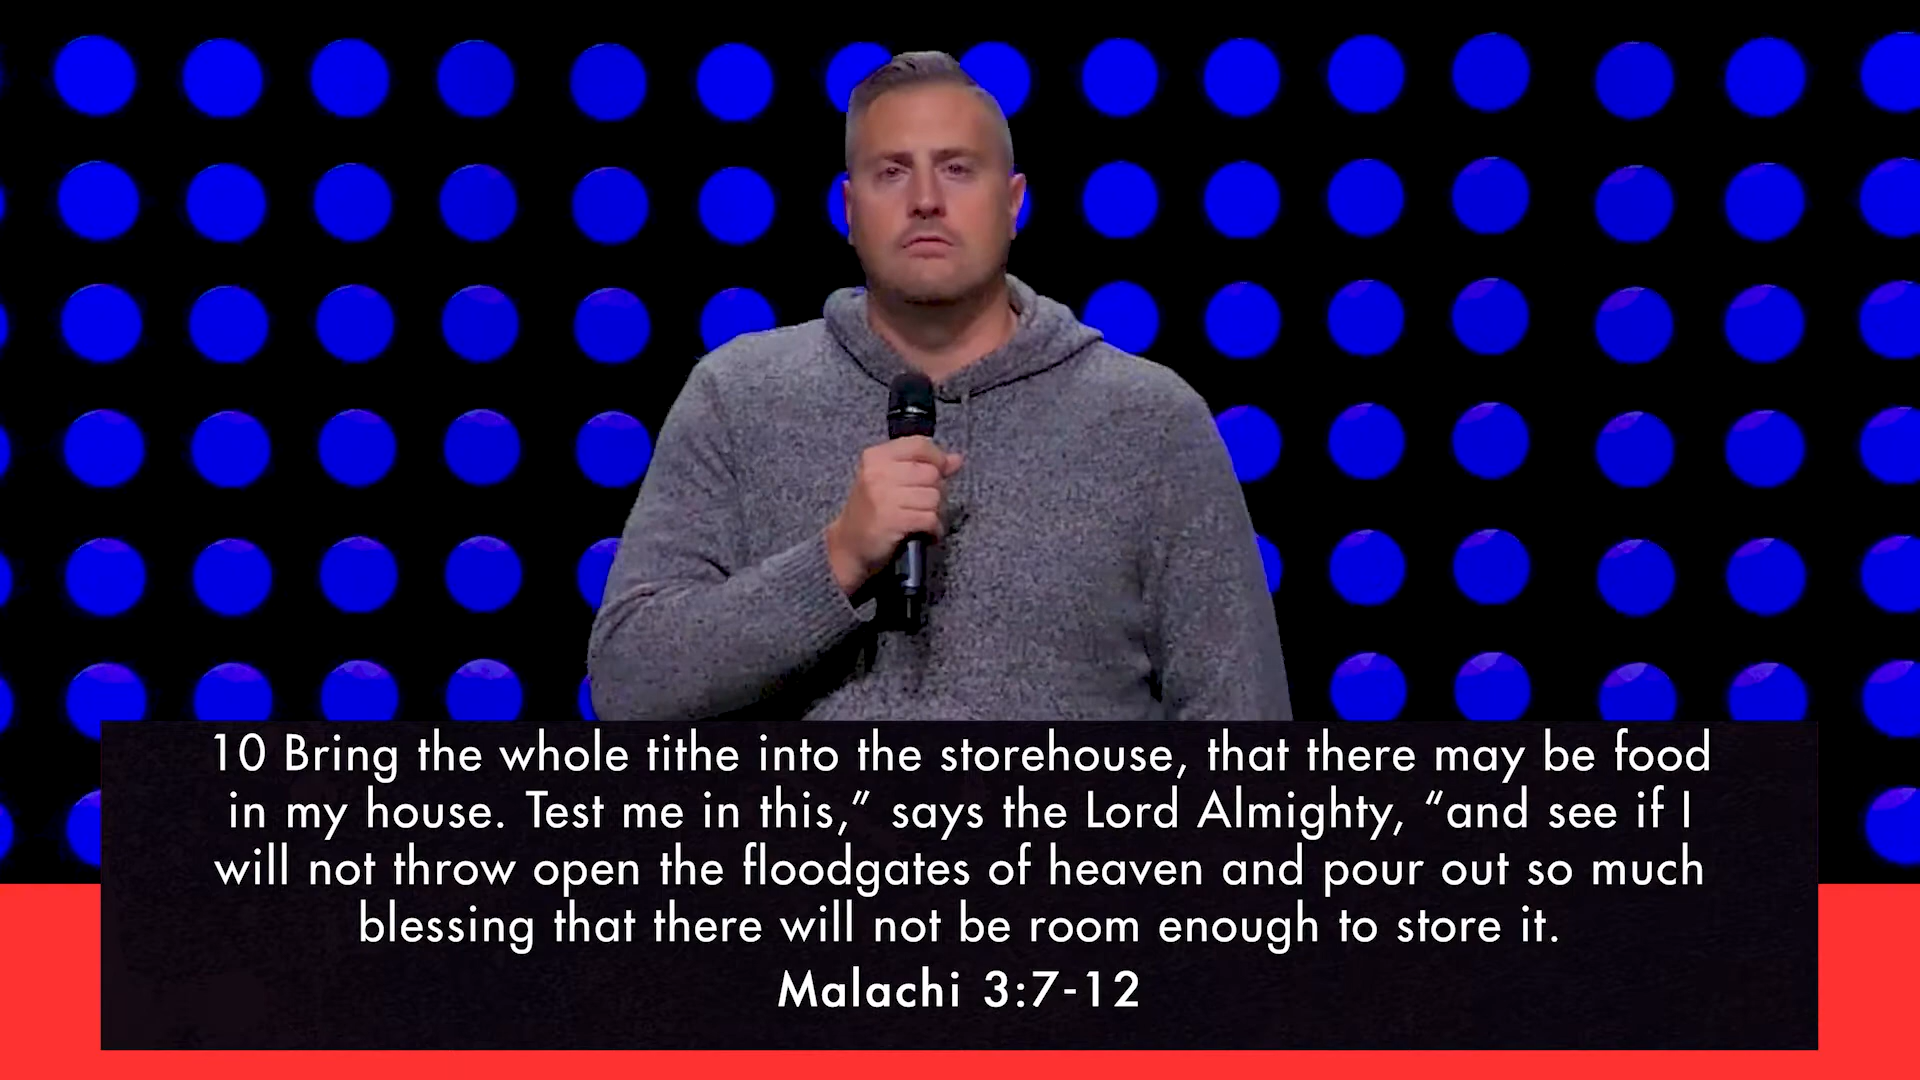 10 Bring the whole tithe into the storehouse, that there may be food
in my house. Test me in this,” says the Lord Almighty, “and see if I
will not throw open the floodgates of heaven and pour out so much
blessing that there will not be room enough to store it.
Malachi 3:7-12